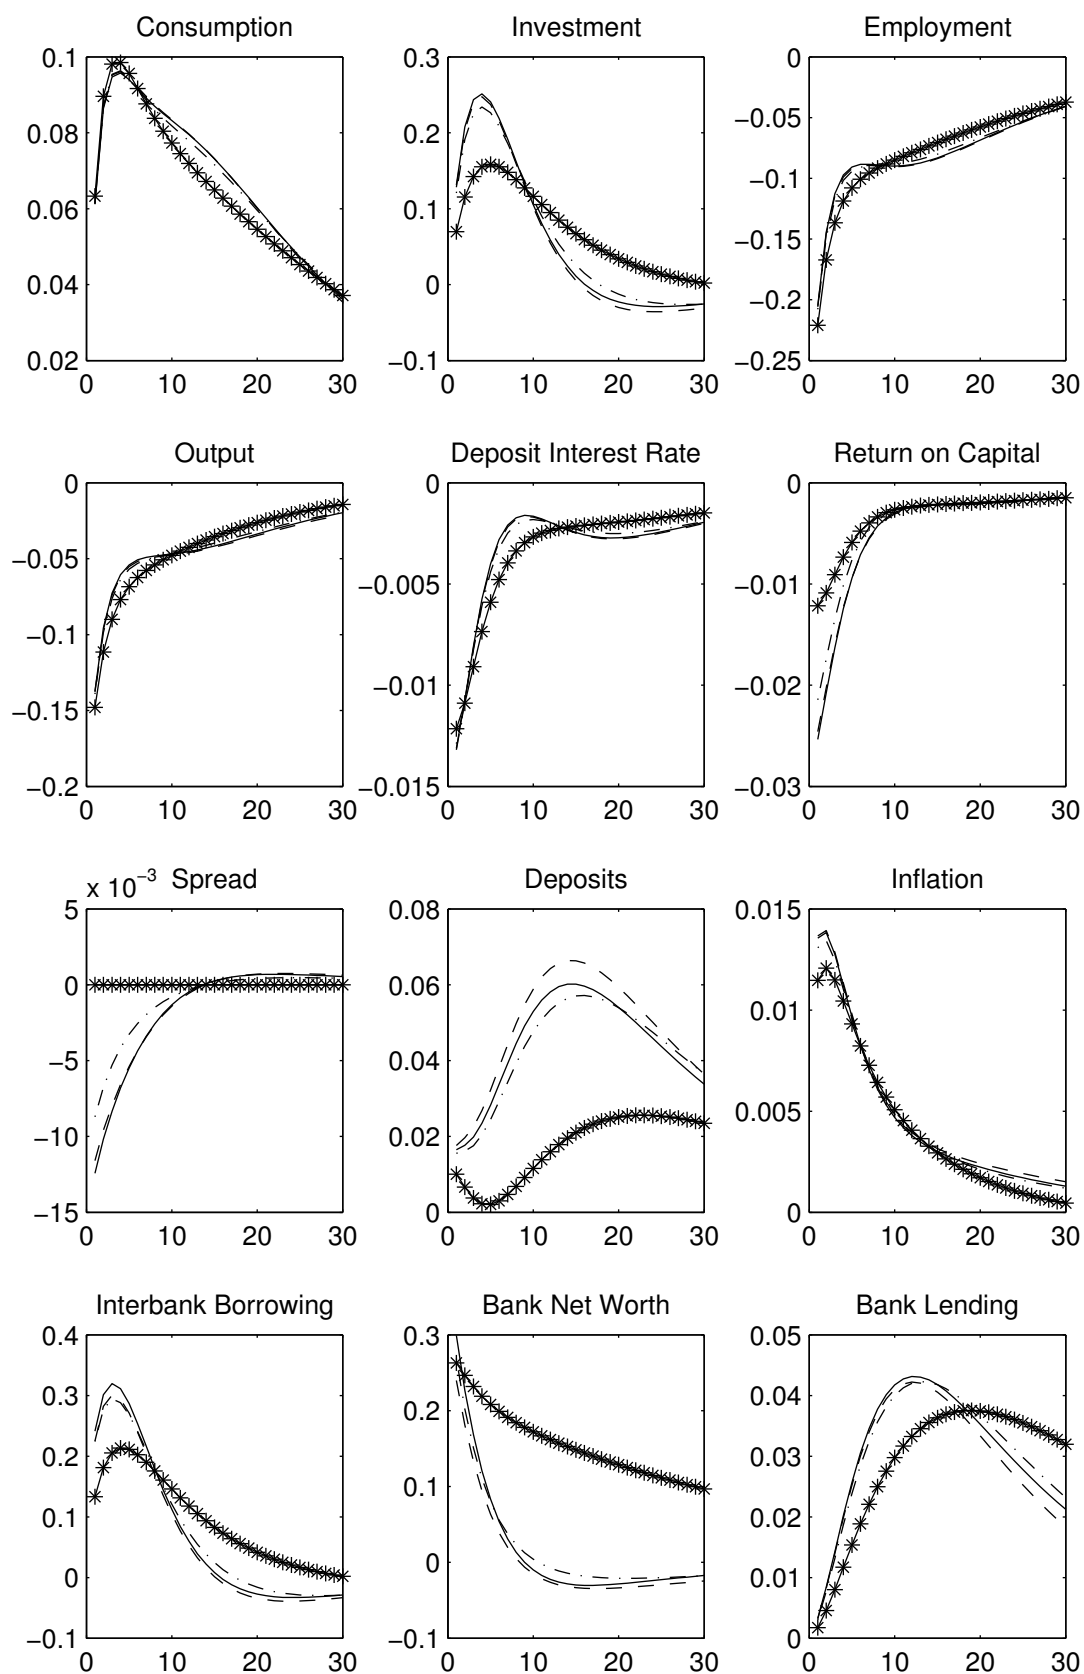 Consumption
0.1
0.08
0.06
0.04
0.02
0 10 20 30
Investment
0.3
0.2
0.1
0
−0.1
0 10 20 30
Employment
0
−0.05
−0.1
−0.15
−0.2
−0.25
0 10 20 30
Output
0
−0.05
−0.1
−0.15
−0.2
0 10 20 30
Deposit Interest Rate
0
−0.005
−0.01
−0.015
0 10 20 30
Return on Capital
0
−0.01
−0.02
−0.03
0 10 20 30
x 10⁻³ Spread
5
0
−5
−10
−15
0 10 20 30
Deposits
0.08
0.06
0.04
0.02
0
0 10 20 30
Inflation
0.015
0.01
0.005
0
0 10 20 30
Interbank Borrowing
0.4
0.3
0.2
0.1
0
−0.1
0 10 20 30
Bank Net Worth
0.3
0.2
0.1
0
−0.1
0 10 20 30
Bank Lending
0.05
0.04
0.03
0.02
0.01
0
0 10 20 30